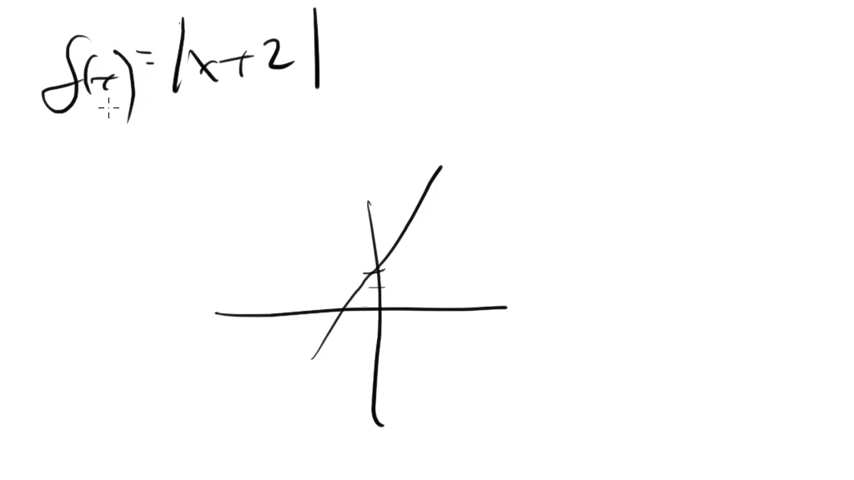 f(x) = |x+2|